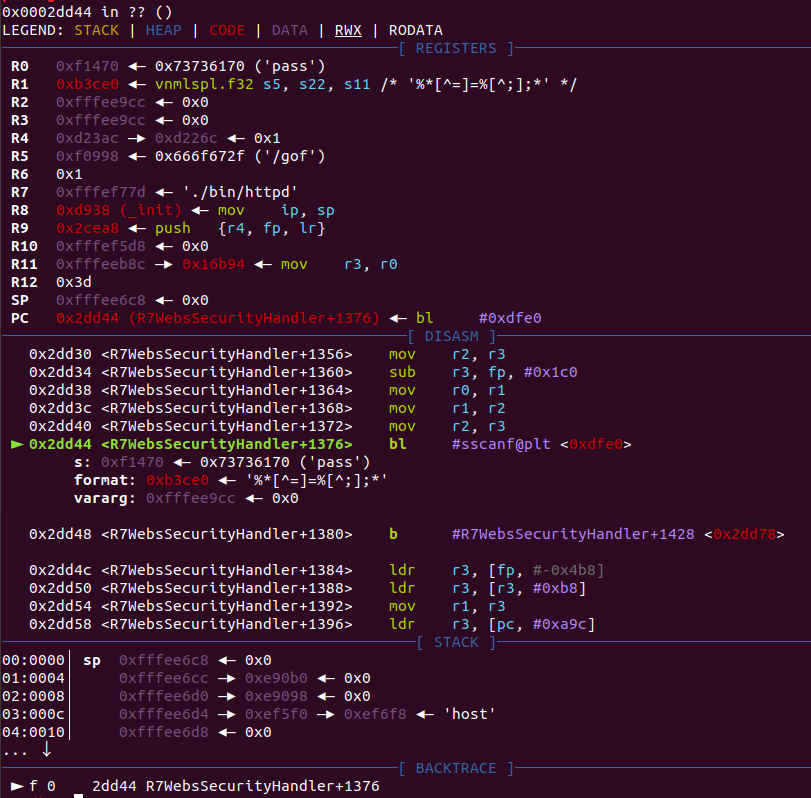 0x0002dd44 in ?? ()
LEGEND: STACK | HEAP | CODE | DATA | RWX | RODATA
[ REGISTERS ]
R0 0xf1470 ◂— 0x73736170 ('pass')
R1 0xb3ce0 ◂— vnmlspl.f32 s5, s22, s11 /* '%*[^=]=%[^;];*' */
R2 0xfffee9cc ◂— 0x0
R3 0xfffee9cc ◂— 0x0
R4 0xd23ac —▸ 0xd226c ◂— 0x1
R5 0xf0998 ◂— 0x666f672f ('/gof')
R6 0x1
R7 0xfffef77d ◂— './bin/httpd'
R8 0xd938 (_init) ◂— mov ip, sp
R9 0x2cea8 ◂— push {r4, fp, lr}
R10 0xfffef5d8 ◂— 0x0
R11 0xfffeeb8c —▸ 0x16b94 ◂— mov r3, r0
R12 0x3d
SP 0xfffee6c8 ◂— 0x0
PC 0x2dd44 (R7WebsSecurityHandler+1376) ◂— bl #0xdfe0
[ DISASM ]
0x2dd30 <R7WebsSecurityHandler+1356> mov r2, r3
0x2dd34 <R7WebsSecurityHandler+1360> sub r3, fp, #0x1c0
0x2dd38 <R7WebsSecurityHandler+1364> mov r0, r1
0x2dd3c <R7WebsSecurityHandler+1368> mov r1, r2
0x2dd40 <R7WebsSecurityHandler+1372> mov r2, r3
► 0x2dd44 <R7WebsSecurityHandler+1376> bl #sscanf@plt <0xdfe0>
s: 0xf1470 ◂— 0x73736170 ('pass')
format: 0xb3ce0 ◂— '%*[^=]=%[^;];*'
vararg: 0xfffee9cc ◂— 0x0
0x2dd48 <R7WebsSecurityHandler+1380> b #R7WebsSecurityHandler+1428 <0x2dd78>
0x2dd4c <R7WebsSecurityHandler+1384> ldr r3, [fp, #-0x4b8]
0x2dd50 <R7WebsSecurityHandler+1388> ldr r3, [r3, #0xb8]
0x2dd54 <R7WebsSecurityHandler+1392> mov r1, r3
0x2dd58 <R7WebsSecurityHandler+1396> ldr r3, [pc, #0xa9c]
[ STACK ]
00:0000│ sp 0xfffee6c8 ◂— 0x0
01:0004│ 0xfffee6cc —▸ 0xe90b0 ◂— 0x0
02:0008│ 0xfffee6d0 —▸ 0xe9098 ◂— 0x0
03:000c│ 0xfffee6d4 —▸ 0xef5f0 —▸ 0xef6f8 ◂— 'host'
04:0010│ 0xfffee6d8 ◂— 0x0
... ↓
[ BACKTRACE ]
► f 0 2dd44 R7WebsSecurityHandler+1376